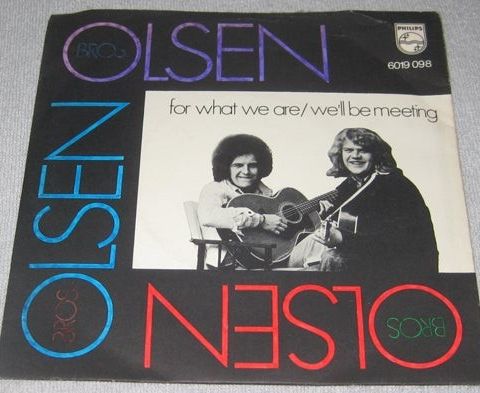 BROS
OLSEN
PHILIPS
6019 098
for what we are/we'll be meeting
OLSEN
BROS
OLSEN
BROS